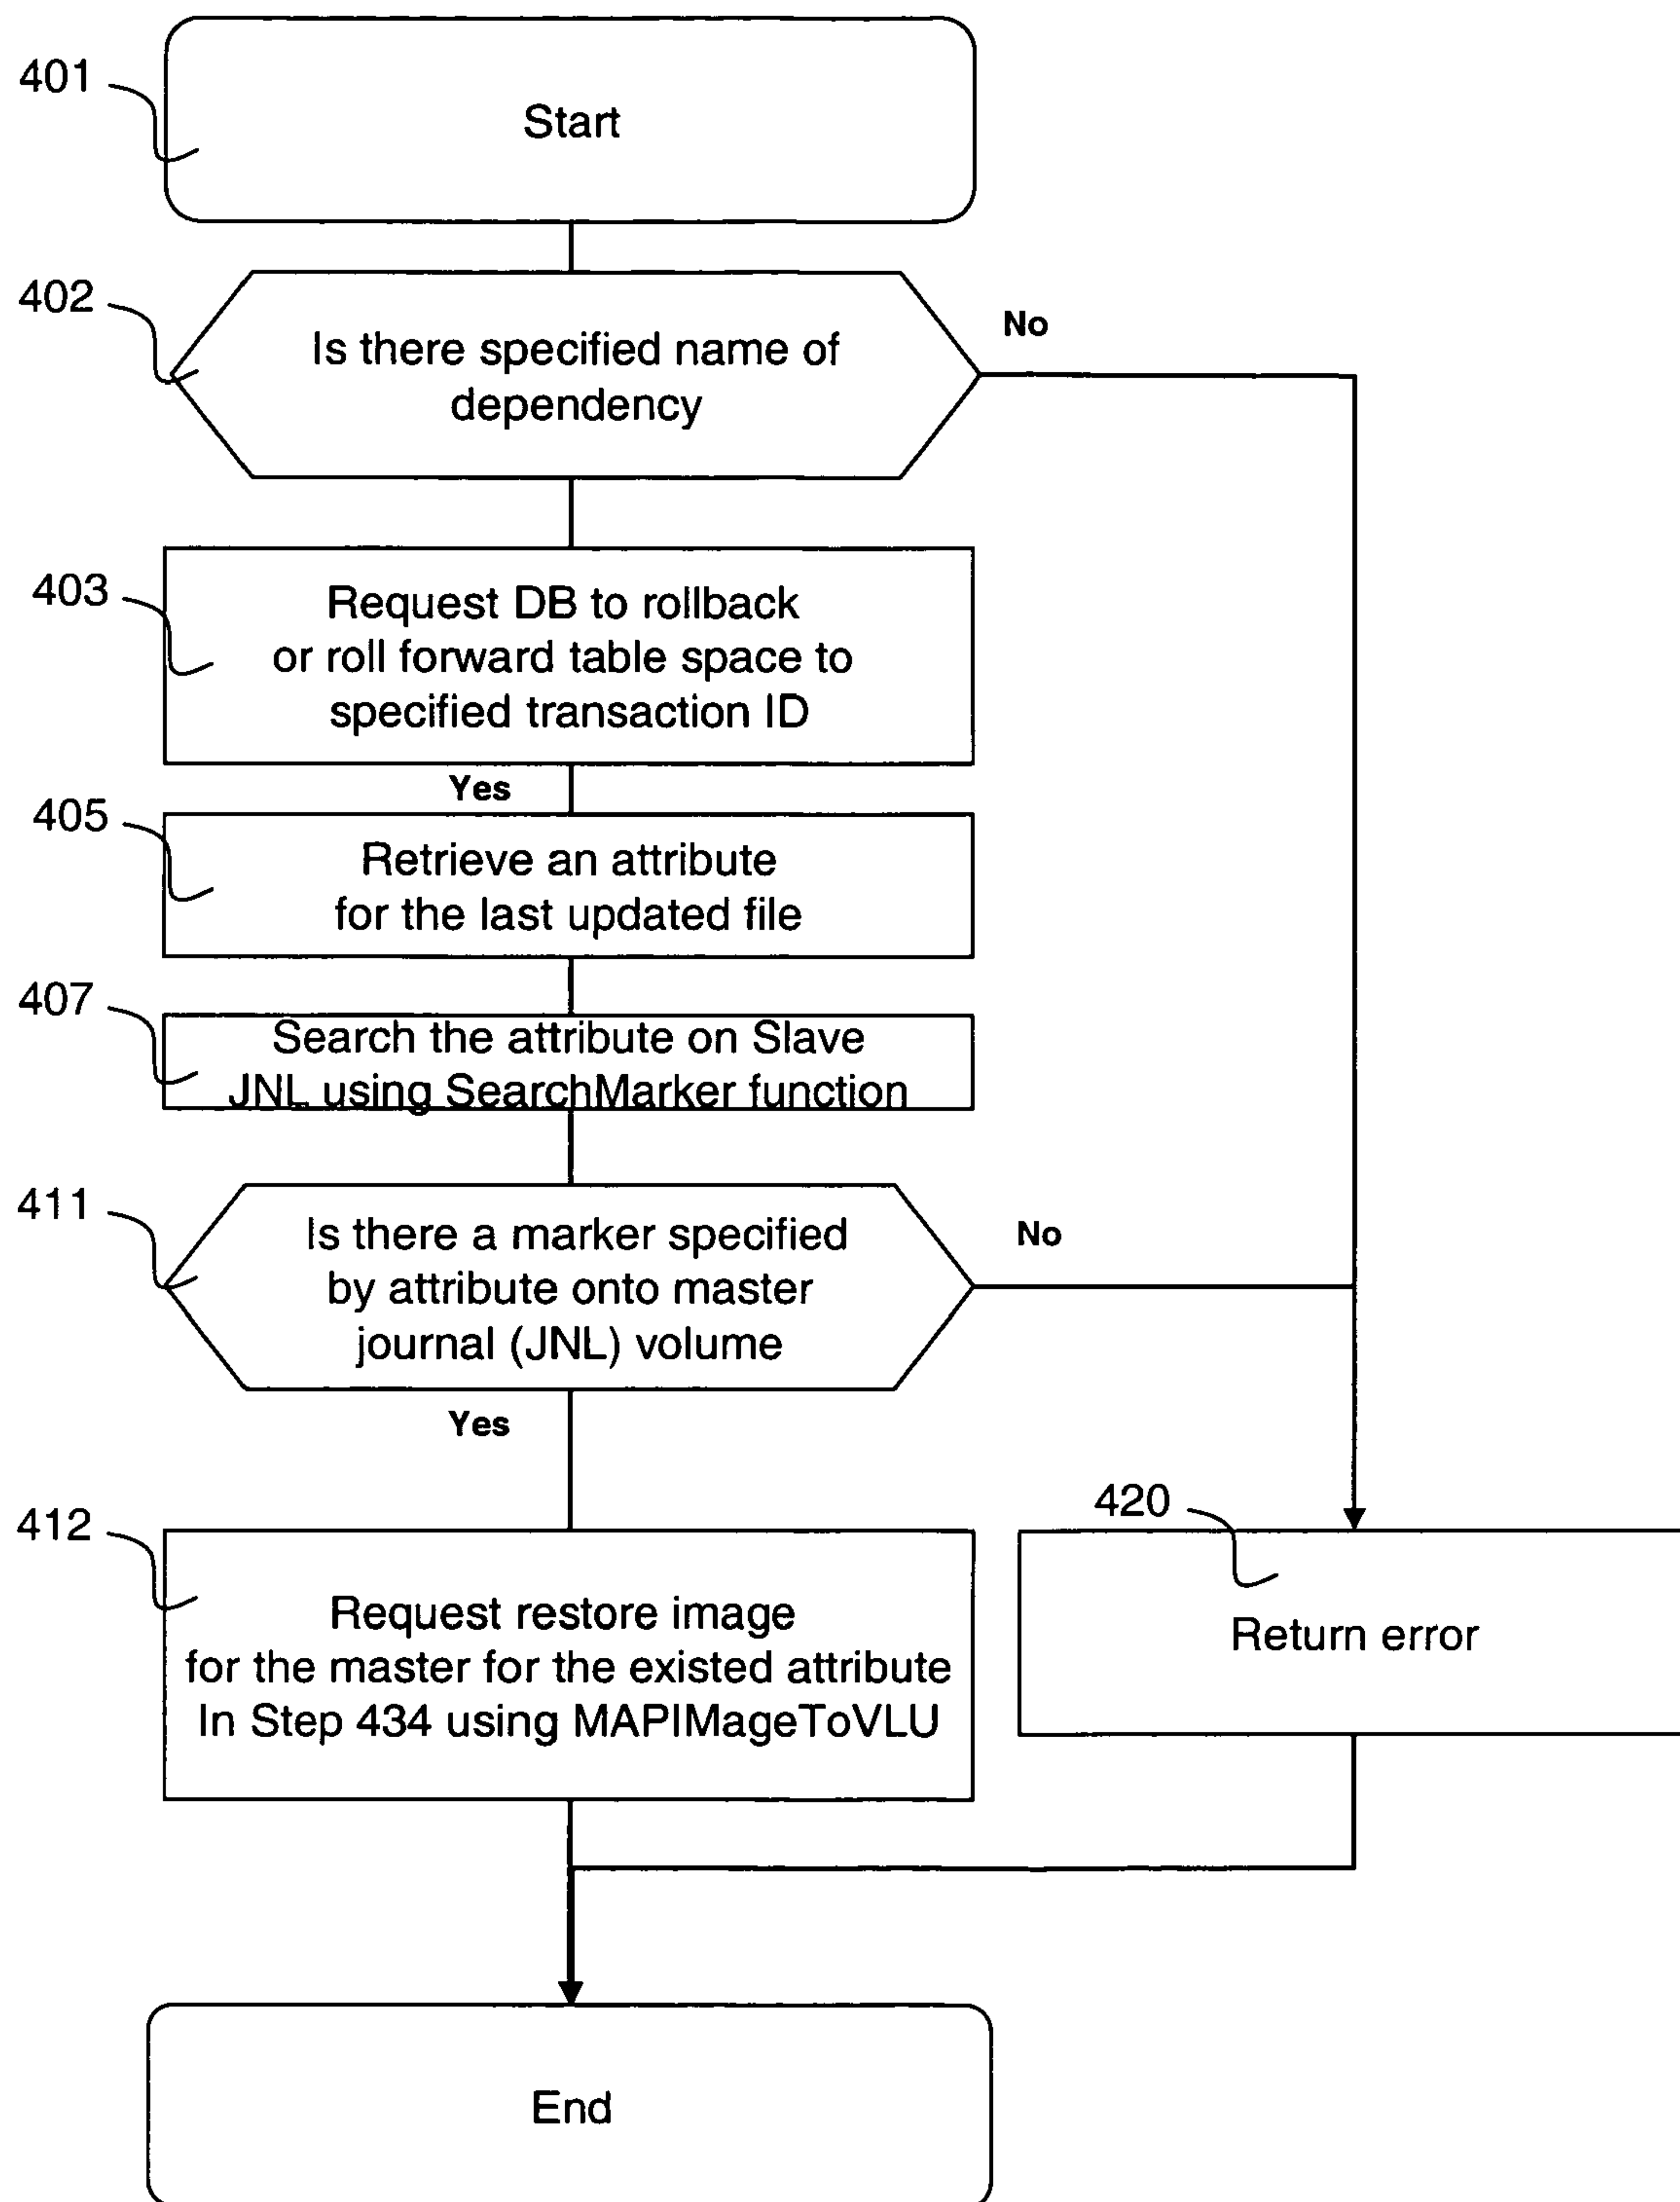 401
Start
402
Is there specified name of
dependency
No
403
Request DB to rollback
or roll forward table space to
specified transaction ID
Yes
405
Retrieve an attribute
for the last updated file
407
Search the attribute on Slave
JNL using SearchMarker function
411
Is there a marker specified
by attribute onto master
journal (JNL) volume
No
Yes
412
Request restore image
for the master for the existed attribute
In Step 434 using MAPIMageToVLU
420
Return error
End